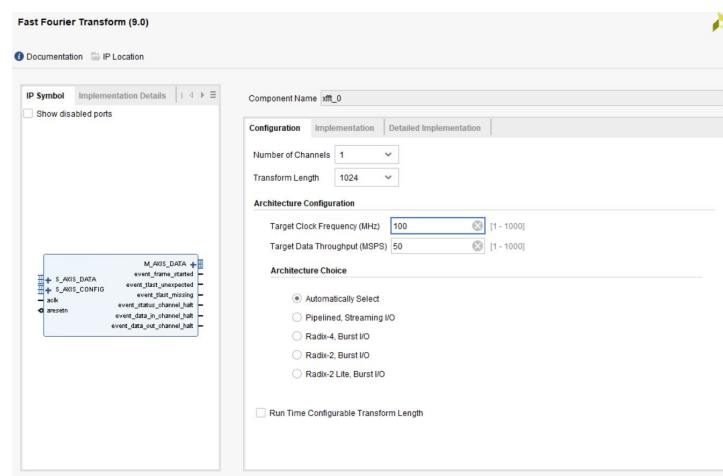 Fast Fourier Transform (9.0)
Documentation IP Location
IP Symbol Implementation Details
Show disabled ports
M_AXIS_DATA
event_frame_started
S_AXIS_DATA
event_tlast_unexpected
S_AXIS_CONFIG
event_tlast_missing
aclk
event_status_channel_halt
aresetn
event_data_in_channel_halt
event_data_out_channel_halt
Component Name xfft_0
Configuration Implementation Detailed Implementation
Number of Channels 1
Transform Length 1024
Architecture Configuration
Target Clock Frequency (MHz) 100 [1 - 1000]
Target Data Throughput (MSPS) 50 [1 - 1000]
Architecture Choice
Automatically Select
Pipelined, Streaming I/O
Radix-4, Burst I/O
Radix-2, Burst I/O
Radix-2 Lite, Burst I/O
Run Time Configurable Transform Length